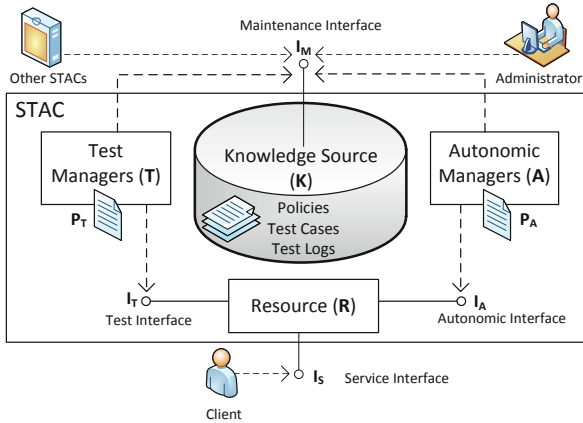 Maintenance Interface
I_M
Other STACs
Administrator
STAC
Test
Managers (T)
P_T
Knowledge Source
(K)
Policies
Test Cases
Test Logs
Autonomic
Managers (A)
P_A
I_T
Test Interface
Resource (R)
I_A
Autonomic Interface
I_S
Service Interface
Client